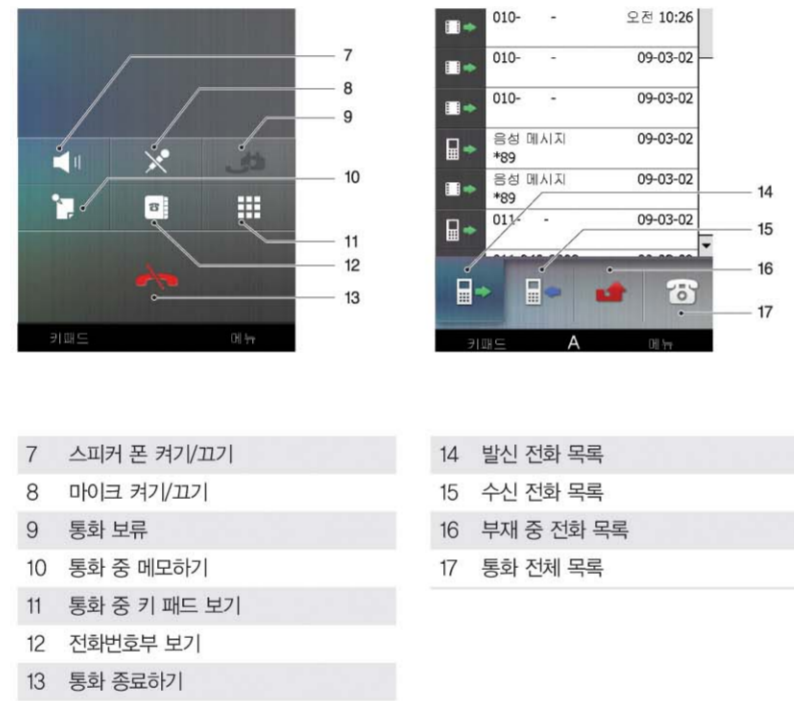 7
8
9
10
11
12
13
키패드 메뉴
010- - 오전 10:26
010- - 09-03-02
010- - 09-03-02
음성 메시지 09-03-02
*89
음성 메시지 09-03-02
*89
011- - 09-03-02
14
15
16
17
키패드 A 메뉴
7 스피커 폰 켜기/끄기
8 마이크 켜기/끄기
9 통화 보류
10 통화 중 메모하기
11 통화 중 키 패드 보기
12 전화번호부 보기
13 통화 종료하기
14 발신 전화 목록
15 수신 전화 목록
16 부재 중 전화 목록
17 통화 전체 목록